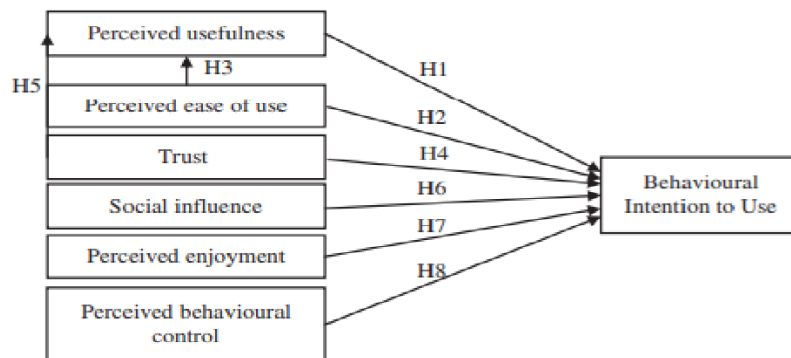 Perceived usefulness
H1
H3
H5
Perceived ease of use
H2
Trust
H4
Behavioural
Intention to Use
Social influence
H6
Perceived enjoyment
H7
H8
Perceived behavioural
control